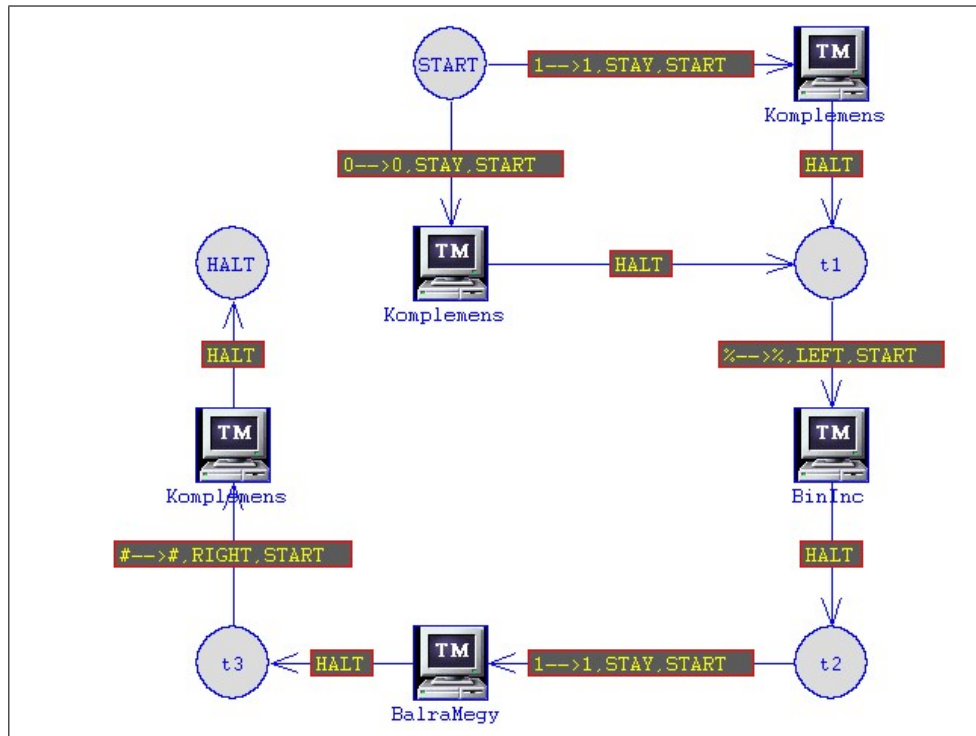 START
1-->1,STAY,START
TM
Komplemens
0-->0,STAY,START
HALT
HALT
TM
Komplemens
HALT
t1
HALT
%-->%,LEFT,START
TM
Komplemens
TM
BinInc
#-->#,RIGHT,START
HALT
t3
HALT
TM
BalraMegy
1-->1,STAY,START
t2